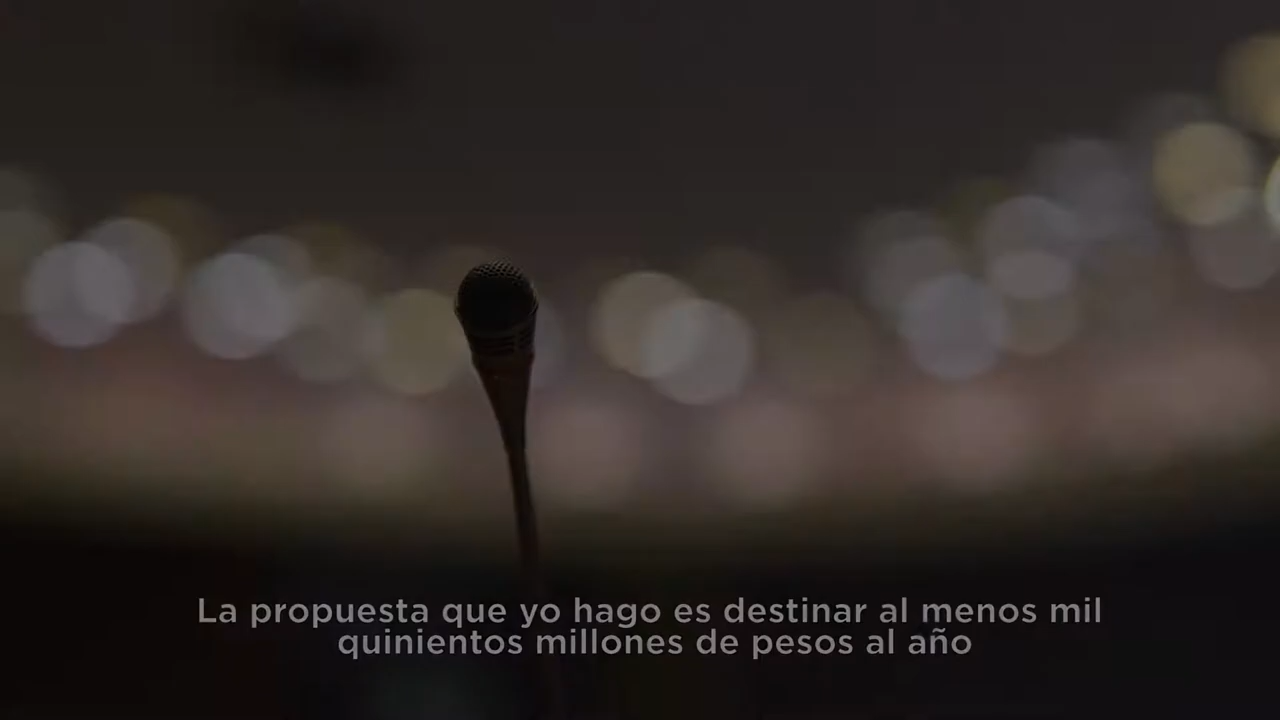 La propuesta que yo hago es destinar al menos mil
quinientos millones de pesos al año